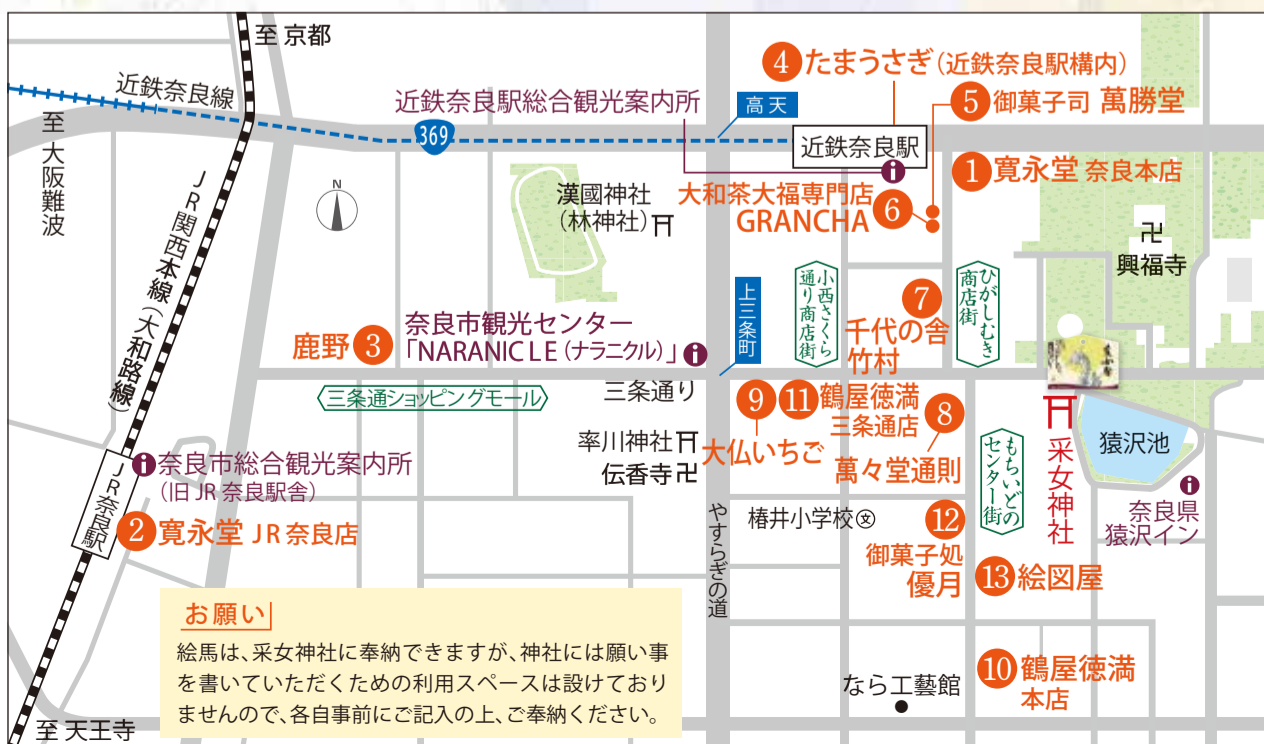 至 京都
近鉄奈良線
至 大阪難波
369
近鉄奈良駅総合観光案内所
高天
4 たまうさぎ(近鉄奈良駅構内)
5 御菓子司 萬勝堂
近鉄奈良駅
1 寛永堂 奈良本店
N
漢國神社
(林神社)
大和茶大福専門店
GRANCHA 6
卍
興福寺
JR関西本線(大和路線)
上三条町
小西さくら
通り商店街
ひがしむき
商店街
7
千代の舎
竹村
鹿野 3
奈良市観光センター
「NARANICLE(ナラニクル)」
三条通ショッピングモール
三条通り
率川神社
伝香寺卍
9
大仏いちご
11 鶴屋徳満
三条通店
8
萬々堂通則
もちいどの
センター街
采女神社
猿沢池
奈良県
猿沢イン
奈良市総合観光案内所
(旧JR奈良駅舎)
JR奈良駅
2 寛永堂 JR奈良店
やすらぎの道
椿井小学校文
12
御菓子処
優月
13 絵図屋
なら工藝館
10 鶴屋徳満
本店
お願い
絵馬は、采女神社に奉納できますが、神社には願い事
を書いていただくための利用スペースは設けており
ませんので、各自事前にご記入の上、ご奉納ください。
至 天王寺